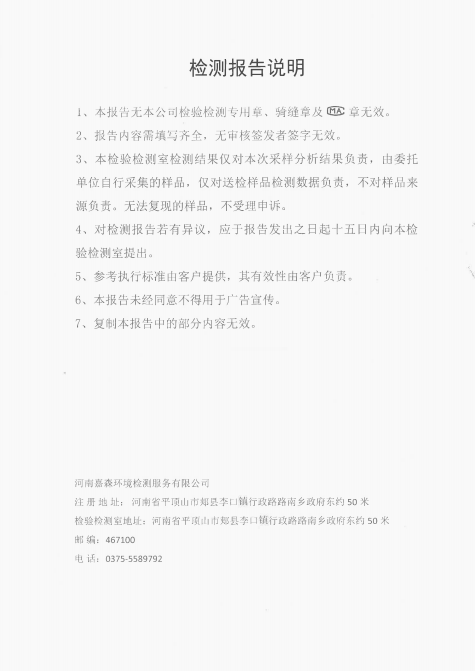 检测报告说明
1、本报告无本公司检验检测专用章、骑缝章及 MA 章无效。
2、报告内容需填写齐全，无审核签发者签字无效。
3、本检验检测室检测结果仅对本次采样分析结果负责，由委托
单位自行采集的样品，仅对送检样品检测数据负责，不对样品来
源负责。无法复现的样品，不受理申诉。
4、对检测报告若有异议，应于报告发出之日起十五日内向本检
验检测室提出。
5、参考执行标准由客户提供，其有效性由客户负责。
6、本报告未经同意不得用于广告宣传。
7、复制本报告中的部分内容无效。
河南嘉森环境检测服务有限公司
注 册 地 址： 河南省平顶山市郏县李口镇行政路路南乡政府东约 50 米
检验检测室地址：河南省平顶山市郏县李口镇行政路路南乡政府东约 50 米
邮 编：467100
电 话：0375-5589792